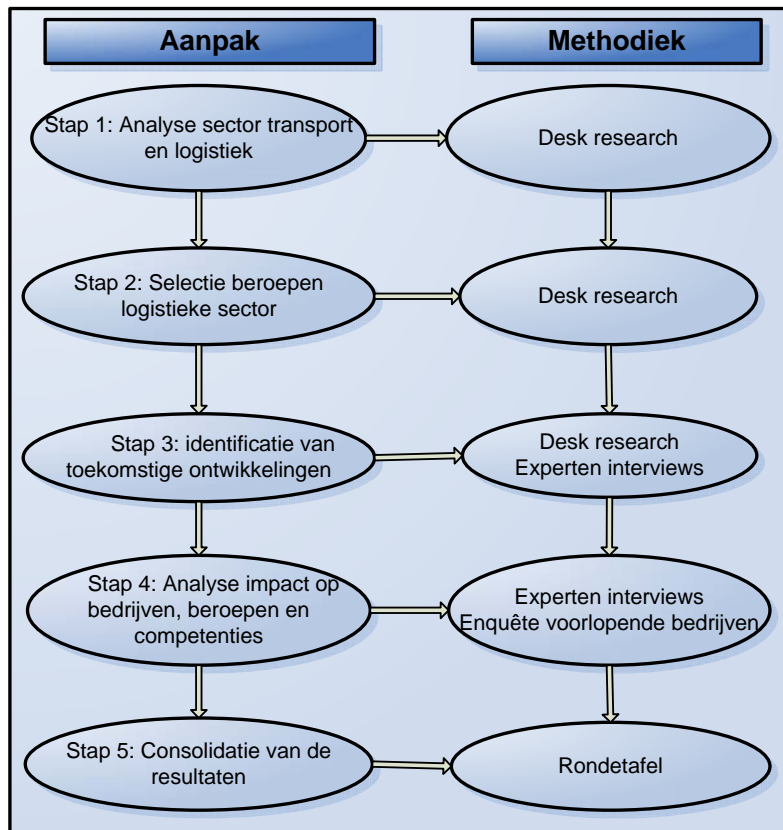 Aanpak
Methodiek
Stap 1: Analyse sector transport
en logistiek
Desk research
Stap 2: Selectie beroepen
logistieke sector
Desk research
Stap 3: identificatie van
toekomstige ontwikkelingen
Desk research
Experten interviews
Stap 4: Analyse impact op
bedrijven, beroepen en
competenties
Experten interviews
Enquête voorlopende bedrijven
Stap 5: Consolidatie van de
resultaten
Rondetafel